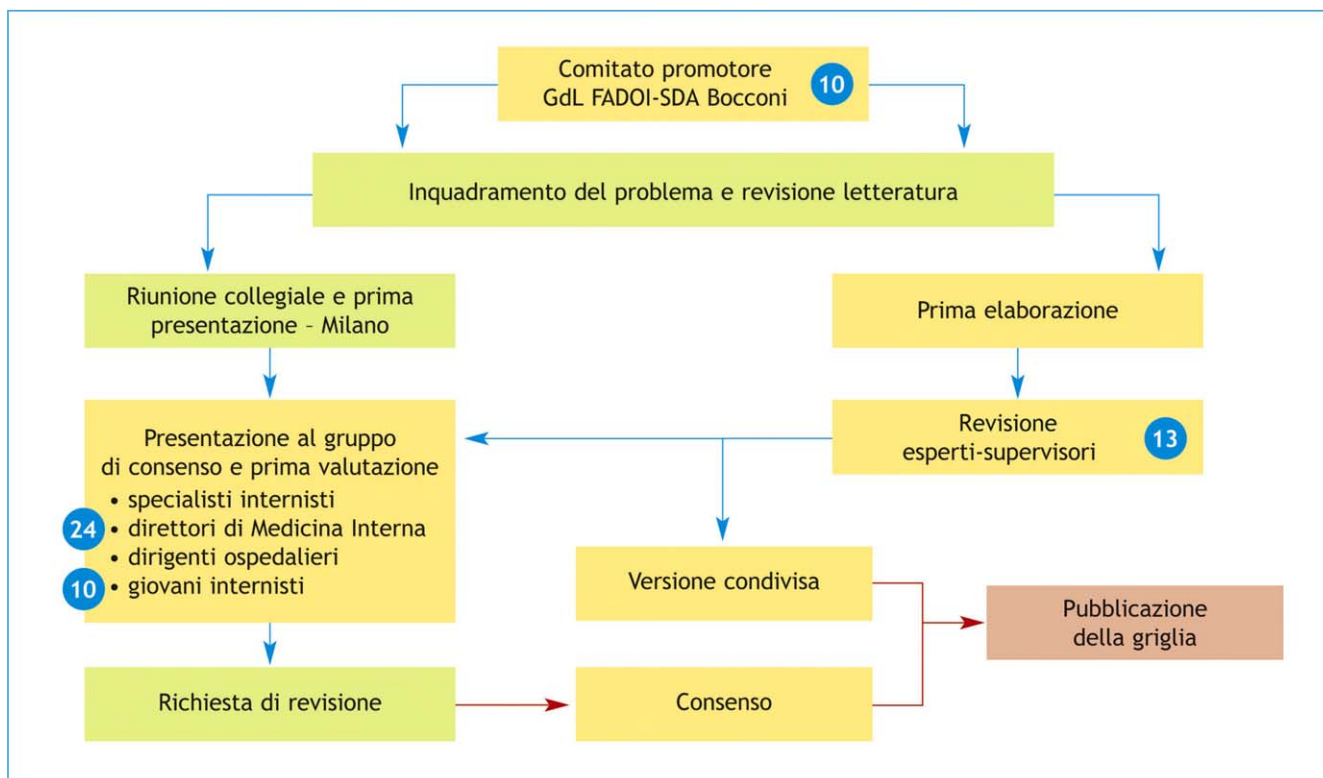 Comitato promotore
GdL FADOI-SDA Bocconi
10
Inquadramento del problema e revisione letteratura
Riunione collegiale e prima
presentazione – Milano
Prima elaborazione
Presentazione al gruppo
di consenso e prima valutazione
• specialisti internisti
24 • direttori di Medicina Interna
• dirigenti ospedalieri
10 • giovani internisti
Revisione
esperti-supervisori
13
Versione condivisa
Pubblicazione
della griglia
Richiesta di revisione
Consenso